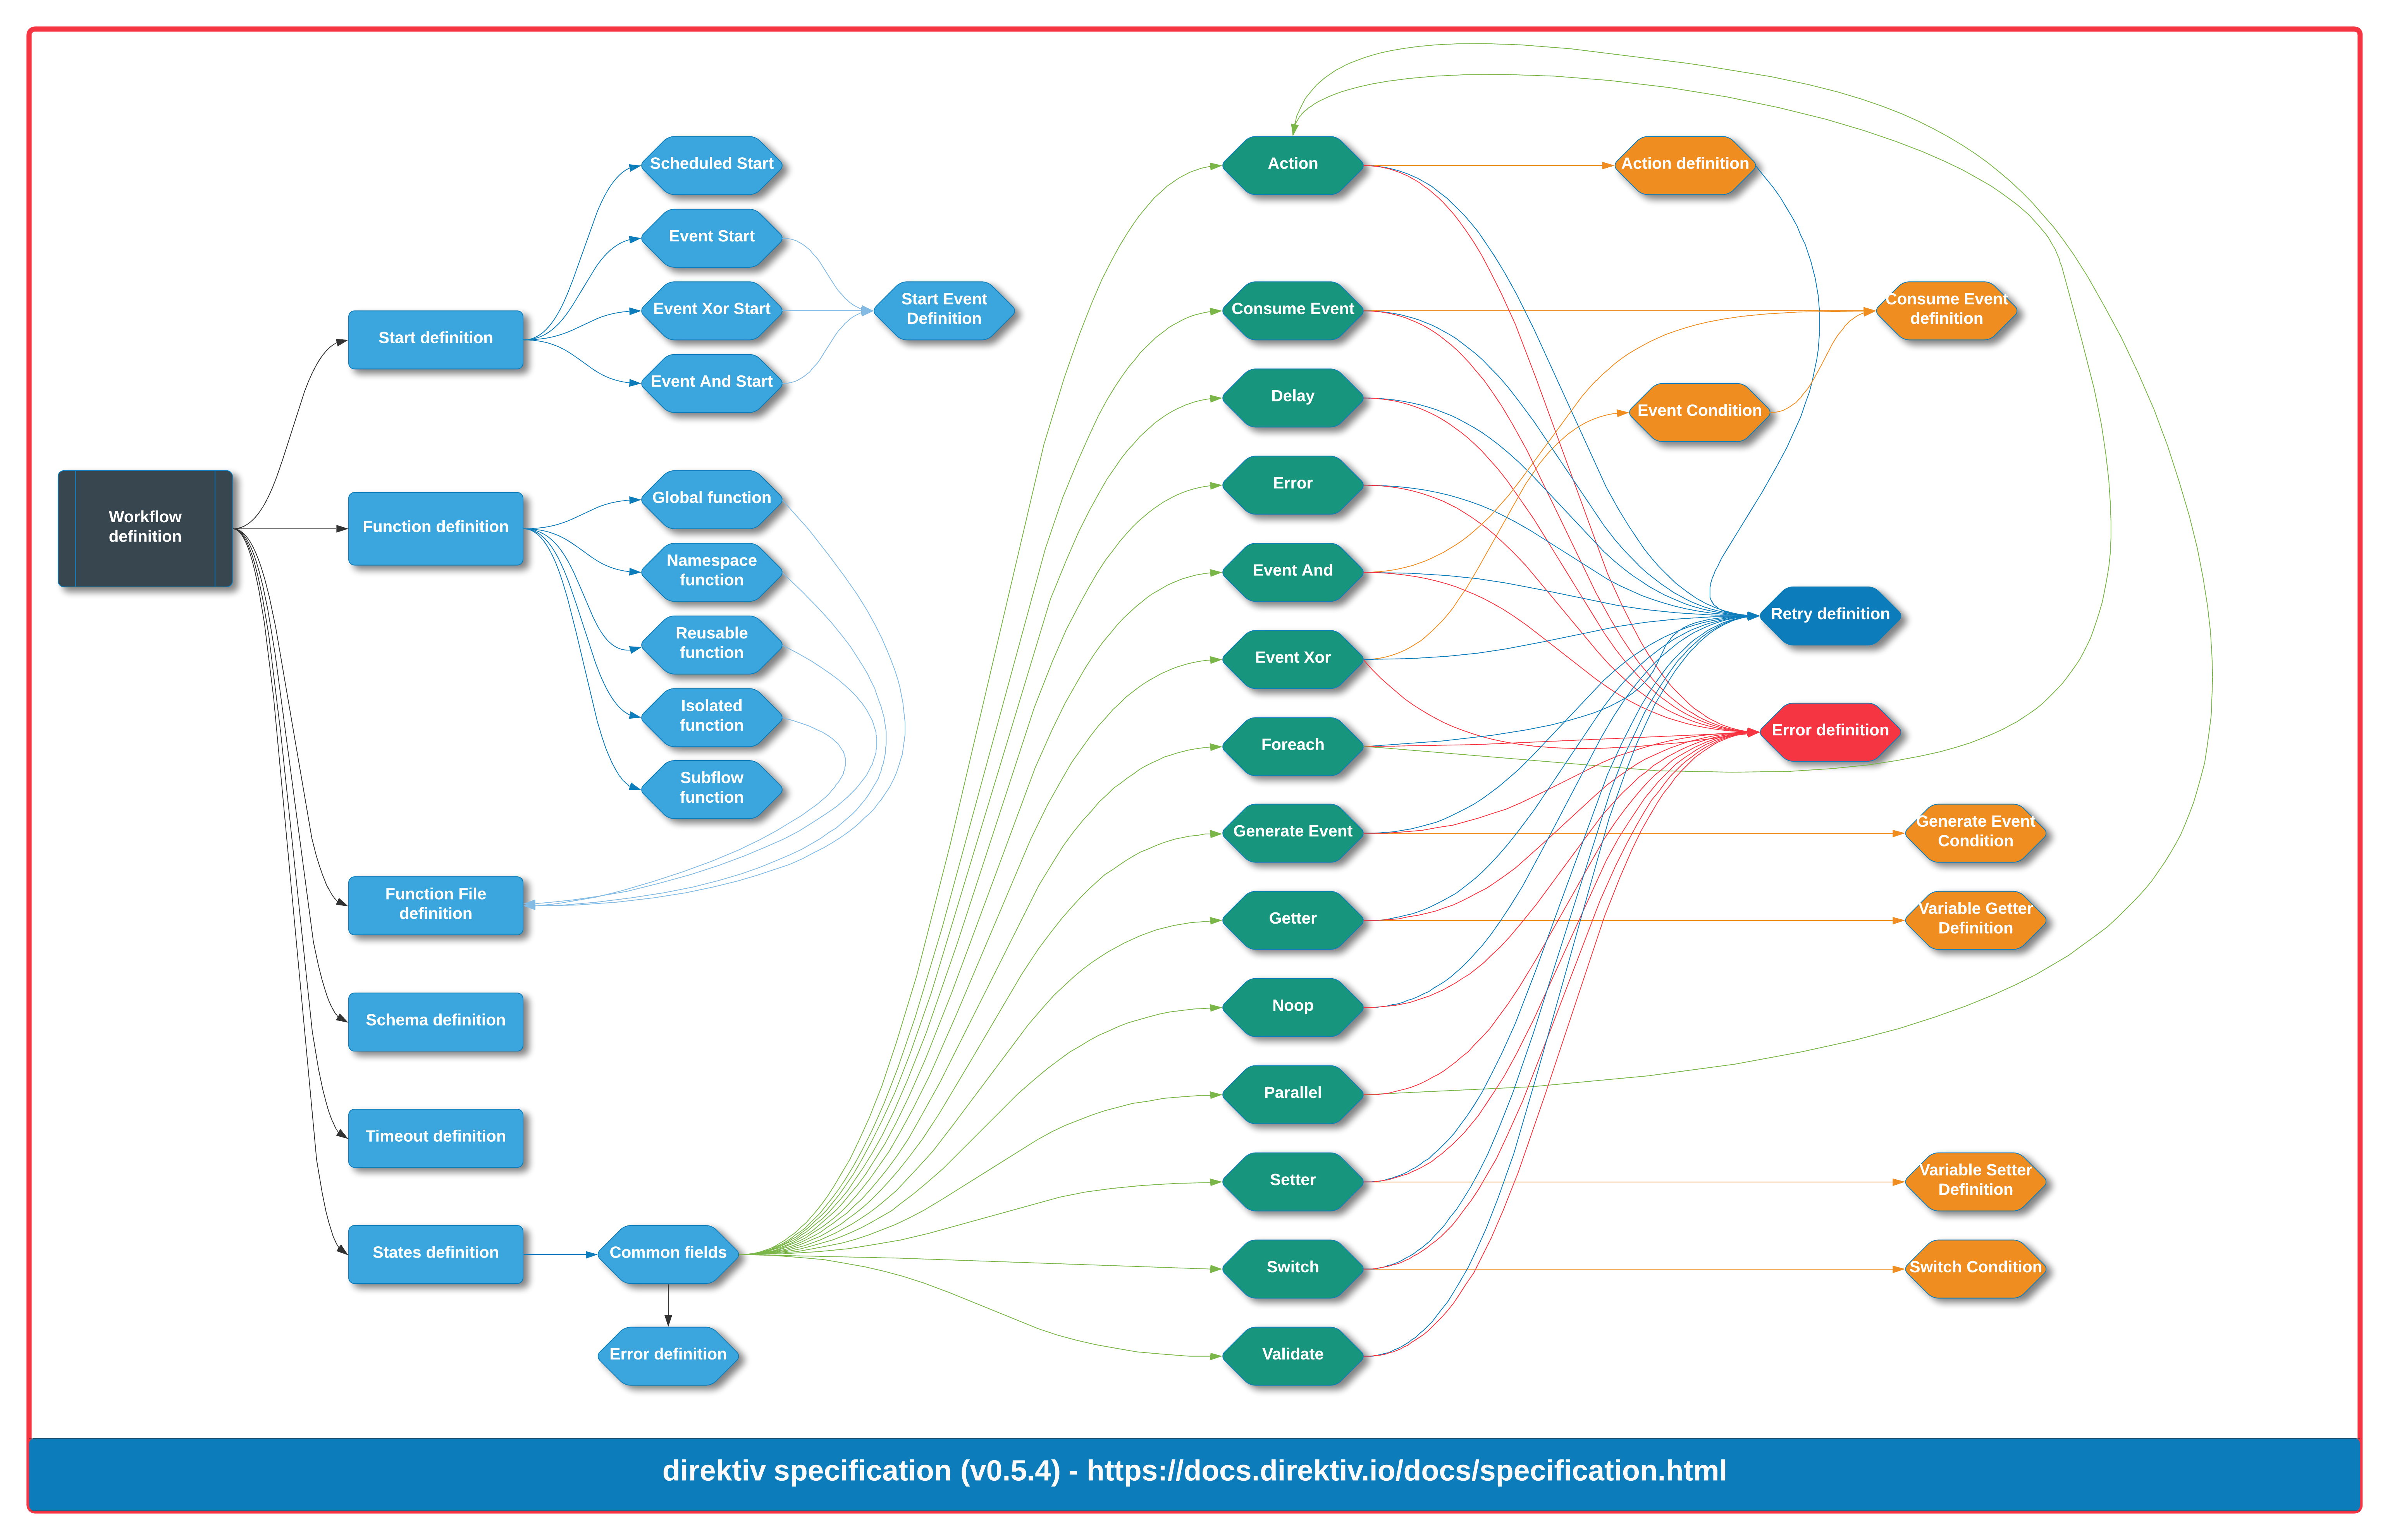 Workflow
definition
Start definition
Function definition
Function File
definition
Schema definition
Timeout definition
States definition
Scheduled Start
Event Start
Event Xor Start
Event And Start
Start Event
Definition
Global function
Namespace
function
Reusable
function
Isolated
function
Subflow
function
Common fields
Error definition
Action
Consume Event
Delay
Error
Event And
Event Xor
Foreach
Generate Event
Getter
Noop
Parallel
Setter
Switch
Validate
Action definition
Consume Event
definition
Event Condition
Retry definition
Error definition
Generate Event
Condition
Variable Getter
Definition
Variable Setter
Definition
Switch Condition
direktiv specification (v0.5.4) - https://docs.direktiv.io/docs/specification.html